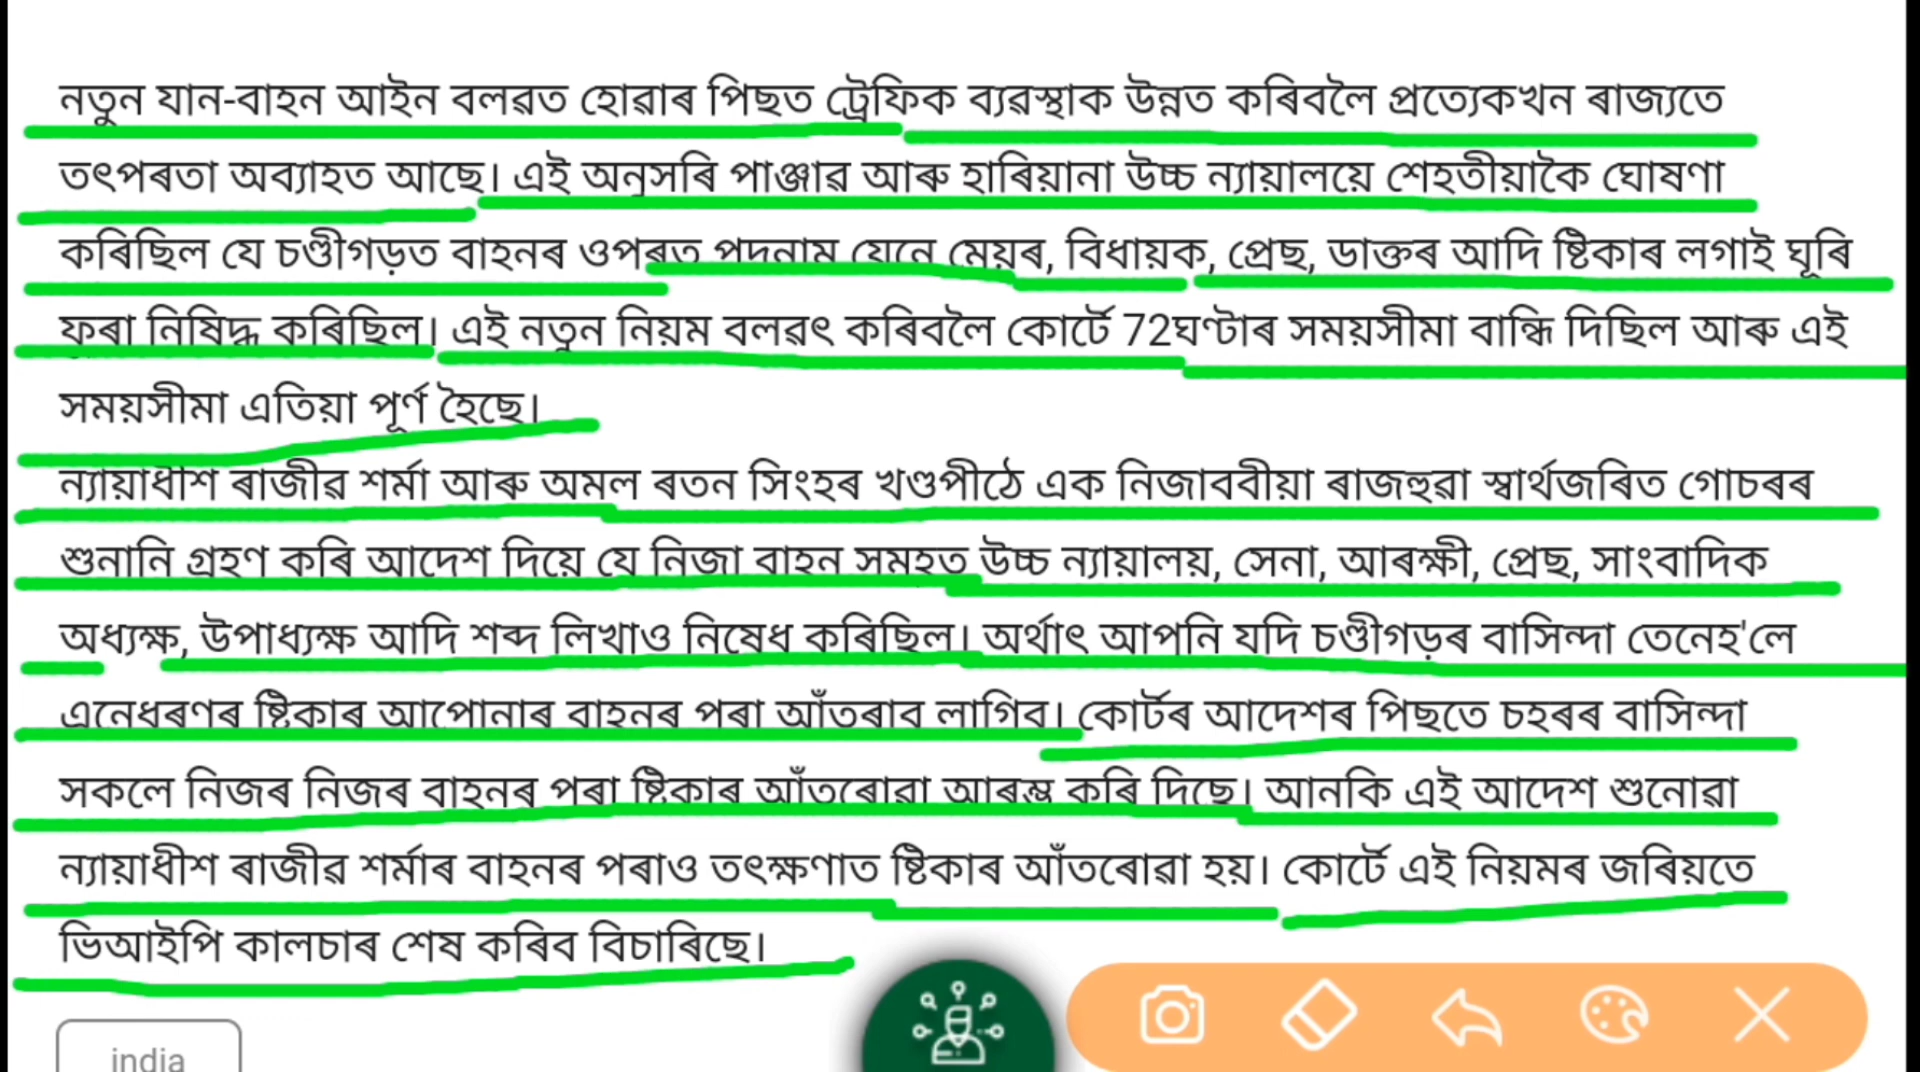 নতুন যান-বাহন আইন বলৱত হোৱাৰ পিছত ট্ৰেফিক ব্যৱস্থাক উন্নত কৰিবলৈ প্ৰত্যেকখন ৰাজ্যতে
তৎপৰতা অব্যাহত আছে। এই অনুসৰি পাঞ্জাৱ আৰু হাৰিয়ানা উচ্চ ন্যায়ালয়ে শেহতীয়াকৈ ঘোষণা
কৰিছিল যে চণ্ডীগড়ত বাহনৰ ওপৰত পদনাম যেনে মেয়ৰ, বিধায়ক, প্ৰেছ, ডাক্তৰ আদি ষ্টিকাৰ লগাই ঘূৰি
ফুৰা নিষিদ্ধ কৰিছিল। এই নতুন নিয়ম বলৱৎ কৰিবলৈ কোৰ্টে 72ঘণ্টাৰ সময়সীমা বান্ধি দিছিল আৰু এই
সময়সীমা এতিয়া পূৰ্ণ হৈছে।
ন্যায়াধীশ ৰাজীৱ শৰ্মা আৰু অমল ৰতন সিংহৰ খণ্ডপীঠে এক নিজাববীয়া ৰাজহুৱা স্বাৰ্থজৰিত গোচৰৰ
শুনানি গ্ৰহণ কৰি আদেশ দিয়ে যে নিজা বাহন সমূহত উচ্চ ন্যায়ালয়, সেনা, আৰক্ষী, প্ৰেছ, সাংবাদিক
অধ্যক্ষ, উপাধ্যক্ষ আদি শব্দ লিখাও নিষেধ কৰিছিল। অৰ্থাৎ আপনি যদি চণ্ডীগড়ৰ বাসিন্দা তেনেহ'লে
এনেধৰণৰ ষ্টিকাৰ আপোনাৰ বাহনৰ পৰা আঁতৰাব লাগিব। কোৰ্টৰ আদেশৰ পিছতে চহৰৰ বাসিন্দা
সকলে নিজৰ নিজৰ বাহনৰ পৰা ষ্টিকাৰ আঁতৰোৱা আৰম্ভ কৰি দিছে। আনকি এই আদেশ শুনোৱা
ন্যায়াধীশ ৰাজীৱ শৰ্মাৰ বাহনৰ পৰাও তৎক্ষণাত ষ্টিকাৰ আঁতৰোৱা হয়। কোৰ্টে এই নিয়মৰ জৰিয়তে
ভিআইপি কালচাৰ শেষ কৰিব বিচাৰিছে।
india